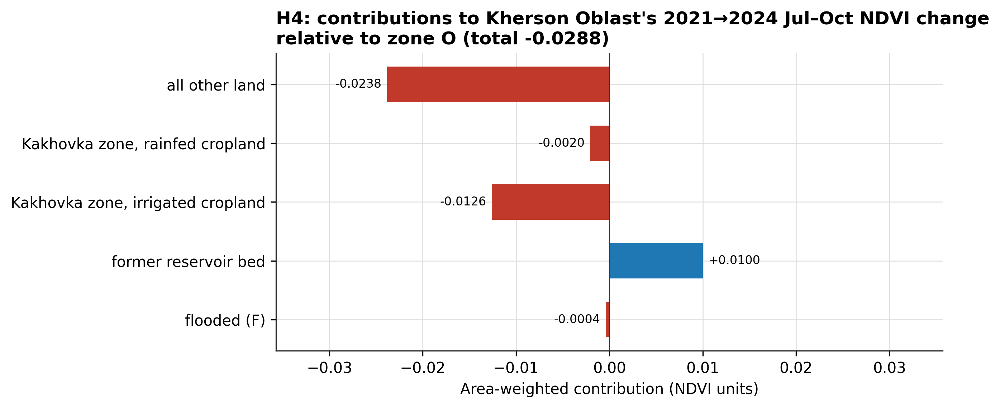 H4: contributions to Kherson Oblast's 2021→2024 Jul–Oct NDVI change
relative to zone O (total -0.0288)
all other land
-0.0238
Kakhovka zone, rainfed cropland
-0.0020
Kakhovka zone, irrigated cropland
-0.0126
former reservoir bed
+0.0100
flooded (F)
-0.0004
−0.03 −0.02 −0.01 0.00 0.01 0.02 0.03
Area-weighted contribution (NDVI units)